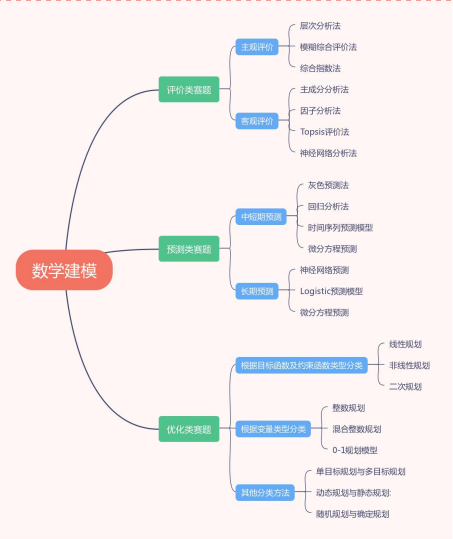 数学建模
评价类赛题
主观评价
层次分析法
模糊综合评价法
综合指数法
客观评价
主成分分析法
因子分析法
Topsis评价法
神经网络分析法
预测类赛题
中短期预测
灰色预测法
回归分析法
时间序列预测模型
微分方程预测
长期预测
神经网络预测
Logistic预测模型
微分方程预测
优化类赛题
根据目标函数及约束函数类型分类
线性规划
非线性规划
二次规划
根据变量类型分类
整数规划
混合整数规划
0-1规划模型
其他分类方法
单目标规划与多目标规划
动态规划与静态规划:
随机规划与确定规划